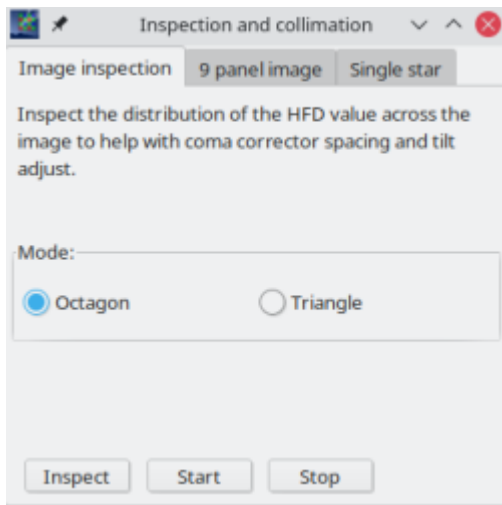 Inspection and collimation
Image inspection 9 panel image Single star
Inspect the distribution of the HFD value across the
image to help with coma corrector spacing and tilt
adjust.
Mode:
Octagon Triangle
Inspect Start Stop